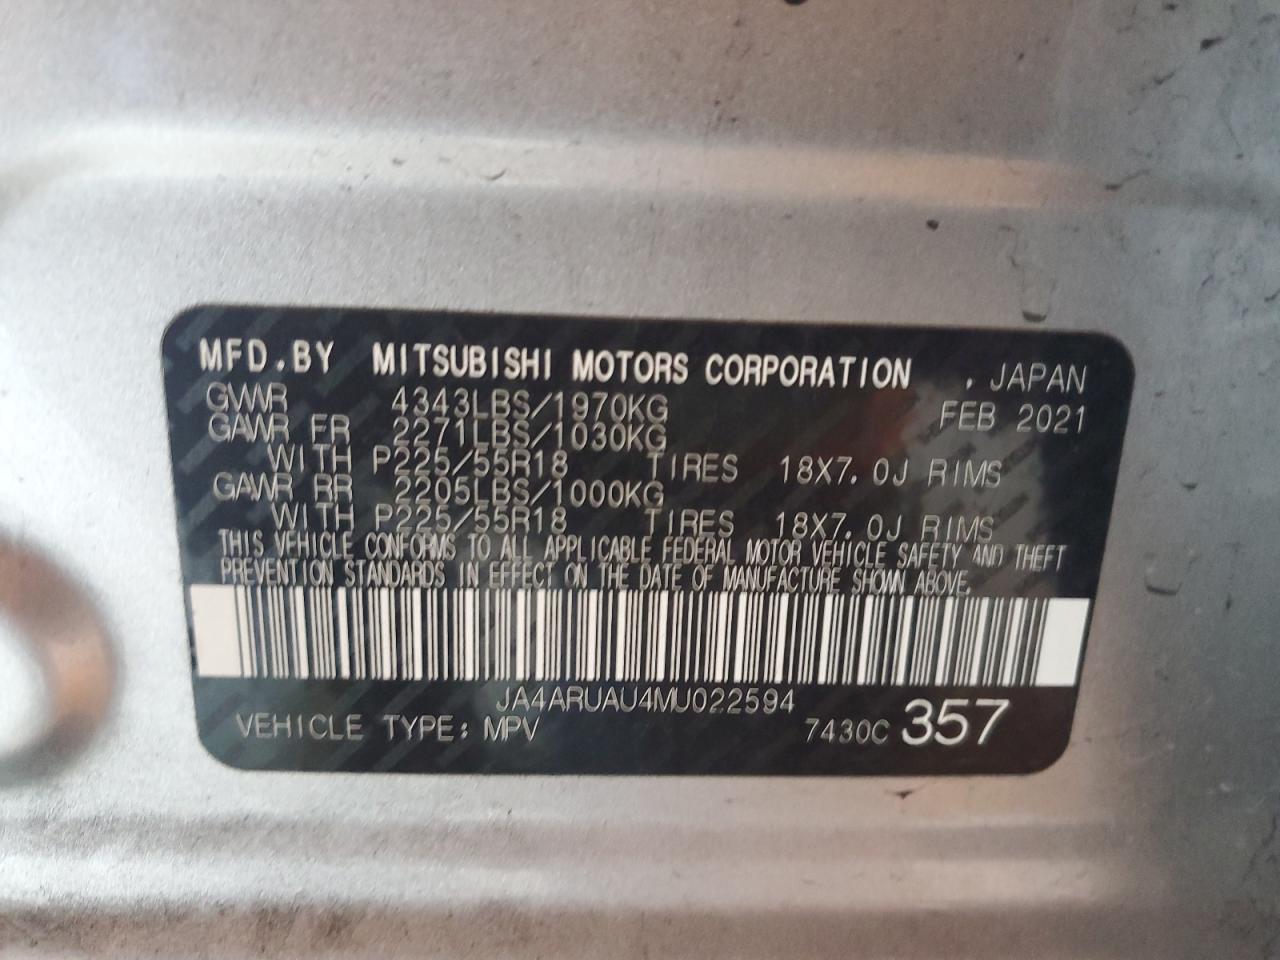 MFD.BY MITSUBISHI MOTORS CORPORATION , JAPAN
GVWR 4343LBS/1970KG FEB 2021
GAWR FR 2271LBS/1030KG
WITH P225/55R18 TIRES 18X7.0J RIMS
GAWR RR 2205LBS/1000KG
WITH P225/55R18 TIRES 18X7.0J RIMS
THIS VEHICLE CONFORMS TO ALL APPLICABLE FEDERAL MOTOR VEHICLE SAFETY AND THEFT
PREVENTION STANDARDS IN EFFECT ON THE DATE OF MANUFACTURE SHOWN ABOVE.
JA4ARUAU4MU022594
VEHICLE TYPE: MPV 7430C 357